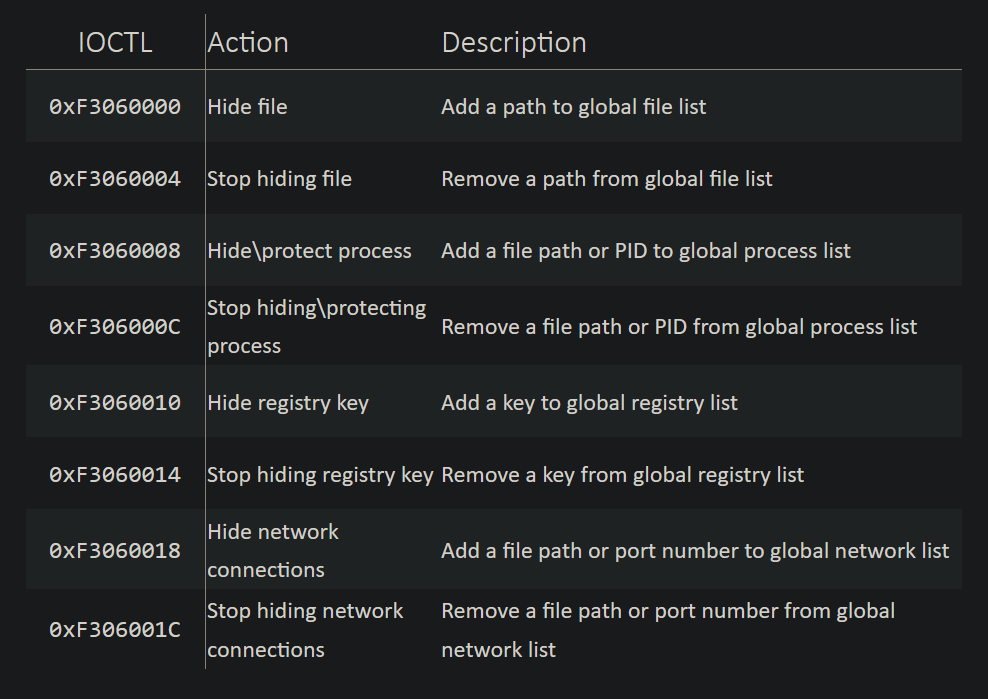 IOCTL Action Description
0xF3060000 Hide file Add a path to global file list
0xF3060004 Stop hiding file Remove a path from global file list
0xF3060008 Hide\protect process Add a file path or PID to global process list
0xF306000C Stop hiding\protecting process Remove a file path or PID from global process list
0xF3060010 Hide registry key Add a key to global registry list
0xF3060014 Stop hiding registry key Remove a key from global registry list
0xF3060018 Hide network connections Add a file path or port number to global network list
0xF306001C Stop hiding network connections Remove a file path or port number from global network list